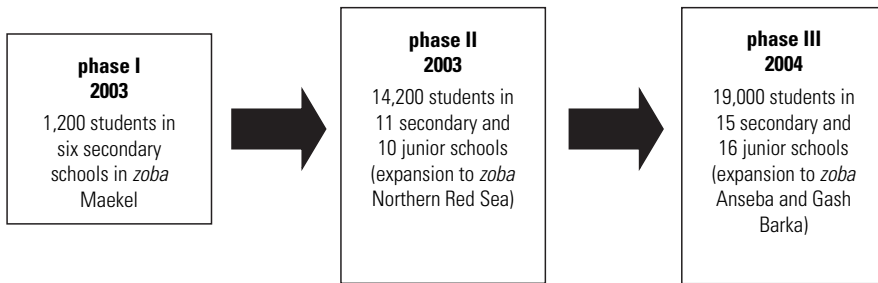 phase I
2003
1,200 students in
six secondary
schools in zoba
Maekel
phase II
2003
14,200 students in
11 secondary and
10 junior schools
(expansion to zoba
Northern Red Sea)
phase III
2004
19,000 students in
15 secondary and
16 junior schools
(expansion to zoba
Anseba and Gash
Barka)